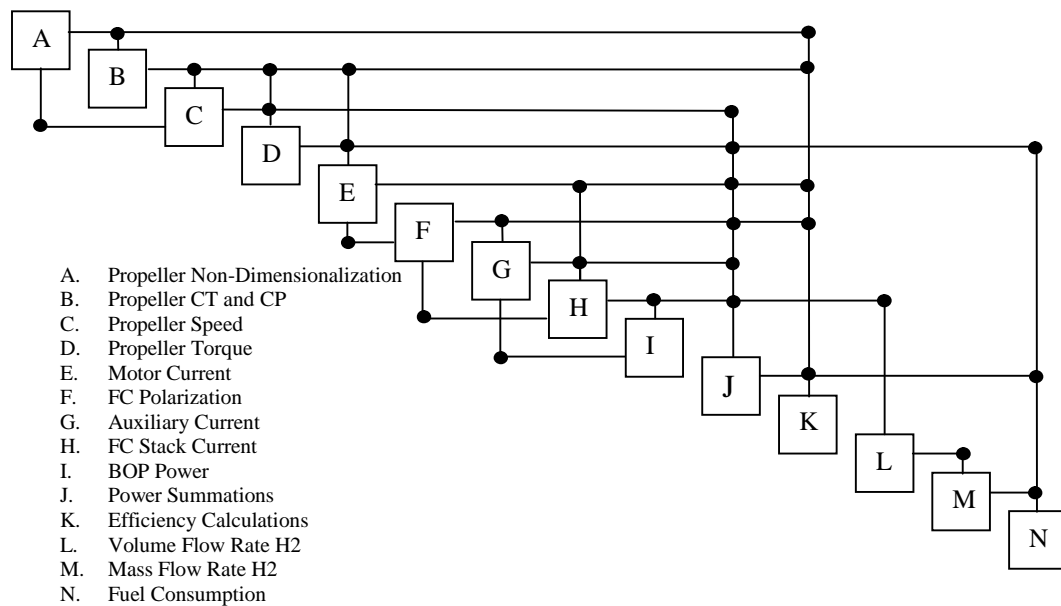 A
B
C
D
E
F
G
H
I
J
K
L
M
N
A. Propeller Non-Dimensionalization
B. Propeller CT and CP
C. Propeller Speed
D. Propeller Torque
E. Motor Current
F. FC Polarization
G. Auxiliary Current
H. FC Stack Current
I. BOP Power
J. Power Summations
K. Efficiency Calculations
L. Volume Flow Rate H2
M. Mass Flow Rate H2
N. Fuel Consumption